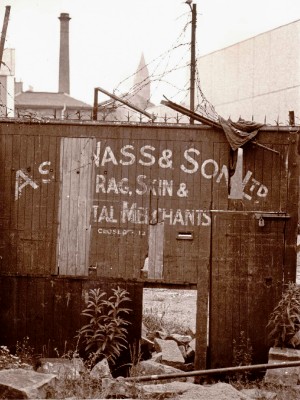 A.S. NASS & SON LTD
RAG, SKIN &
TAL MERCHANTS